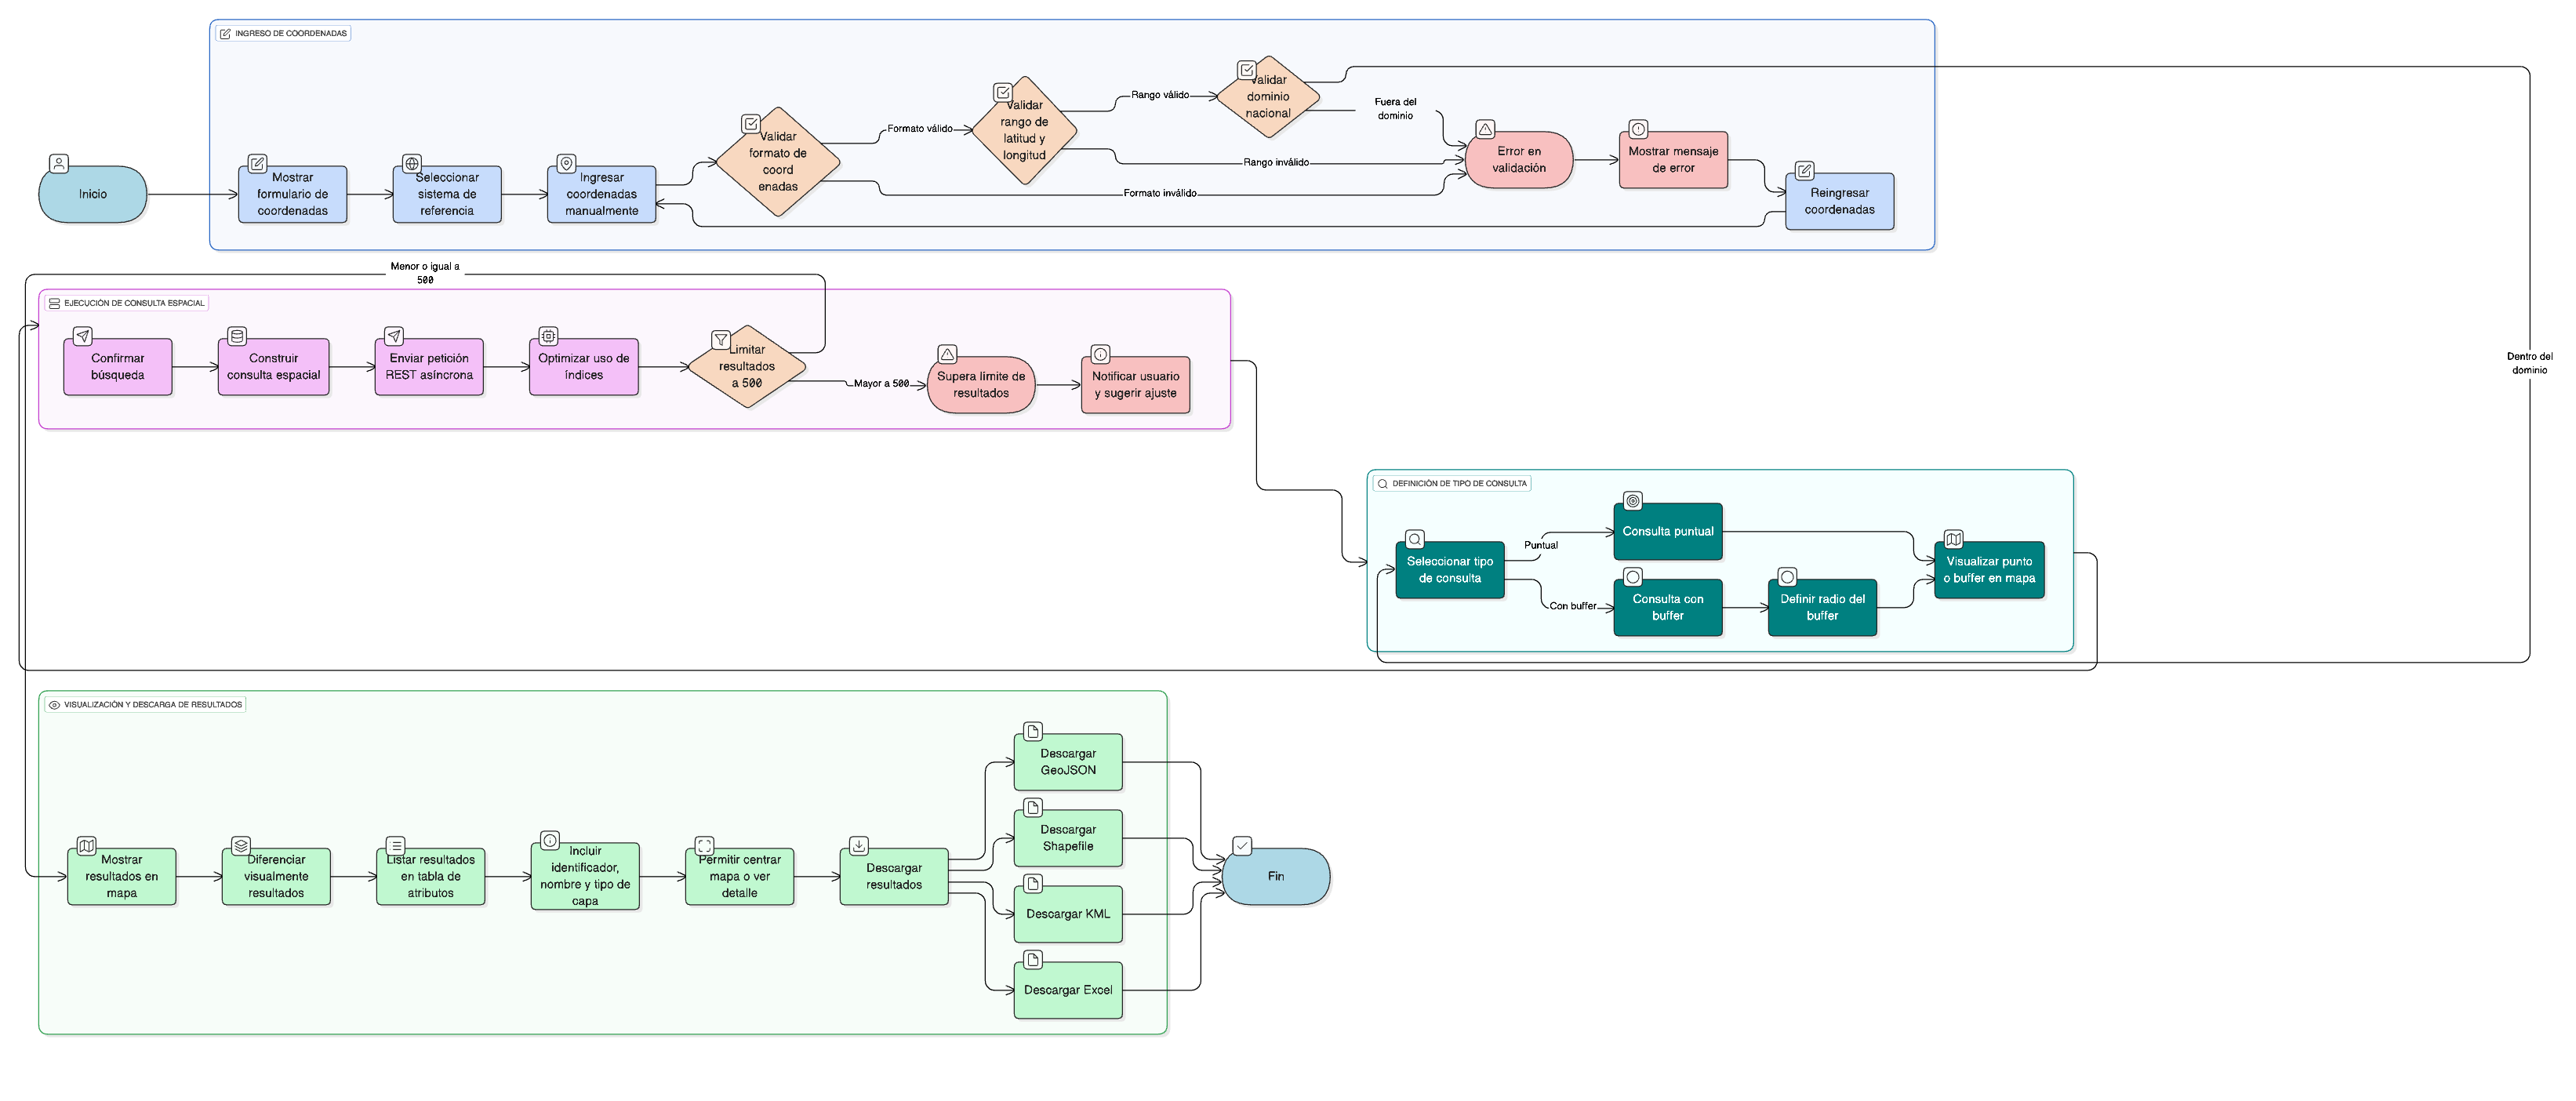 INGRESO DE COORDENADAS
Inicio
Mostrar
formulario de
coordenadas
Seleccionar
sistema de
referencia
Ingresar
coordenadas
manualmente
Validar
formato de
coord
enadas
Formato válido
Formato inválido
Validar
rango de
latitud y
longitud
Rango válido
Rango inválido
Validar
dominio
nacional
Fuera del
dominio
Error en
validación
Mostrar mensaje
de error
Reingresar
coordenadas
Dentro del
dominio
Menor o igual a
500
EJECUCIÓN DE CONSULTA ESPACIAL
Confirmar
búsqueda
Construir
consulta espacial
Enviar petición
REST asíncrona
Optimizar uso de
índices
Limitar
resultados
a 500
Mayor a 500
Supera límite de
resultados
Notificar usuario
y sugerir ajuste
DEFINICIÓN DE TIPO DE CONSULTA
Seleccionar tipo
de consulta
Puntual
Con buffer
Consulta puntual
Consulta con
buffer
Definir radio del
buffer
Visualizar punto
o buffer en mapa
VISUALIZACIÓN Y DESCARGA DE RESULTADOS
Mostrar
resultados en
mapa
Diferenciar
visualmente
resultados
Listar resultados
en tabla de
atributos
Incluir
identificador,
nombre y tipo de
capa
Permitir centrar
mapa o ver
detalle
Descargar
resultados
Descargar
GeoJSON
Descargar
Shapefile
Descargar KML
Descargar Excel
Fin